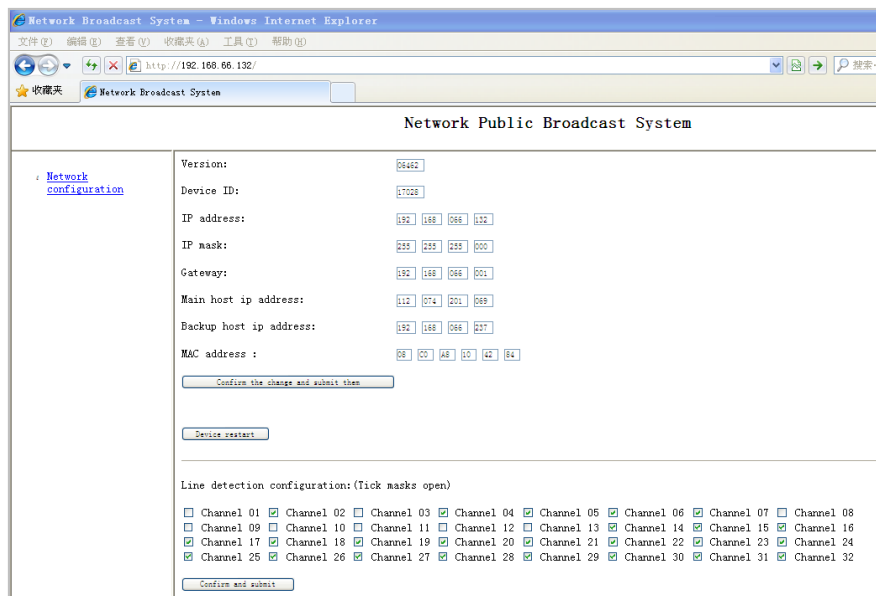 Network Broadcast System - Windows Internet Explorer
文件(F) 编辑(E) 查看(V) 收藏夹(A) 工具(T) 帮助(H)
http://192.168.66.132/ 搜索
收藏夹 Network Broadcast System
Network Public Broadcast System
Network
configuration
Version: 06462
Device ID: 17028
IP address: 192 168 066 132
IP mask: 255 255 255 000
Gateway: 192 168 066 001
Main host ip address: 112 074 201 069
Backup host ip address: 192 168 066 237
MAC address : 08 C0 A8 10 42 84
Confirm the change and submit then
Device restart
Line detection configuration:(Tick masks open)
Channel 01 Channel 02 Channel 03 Channel 04 Channel 05 Channel 06 Channel 07 Channel 08
Channel 09 Channel 10 Channel 11 Channel 12 Channel 13 Channel 14 Channel 15 Channel 16
Channel 17 Channel 18 Channel 19 Channel 20 Channel 21 Channel 22 Channel 23 Channel 24
Channel 25 Channel 26 Channel 27 Channel 28 Channel 29 Channel 30 Channel 31 Channel 32
Confirm and submit